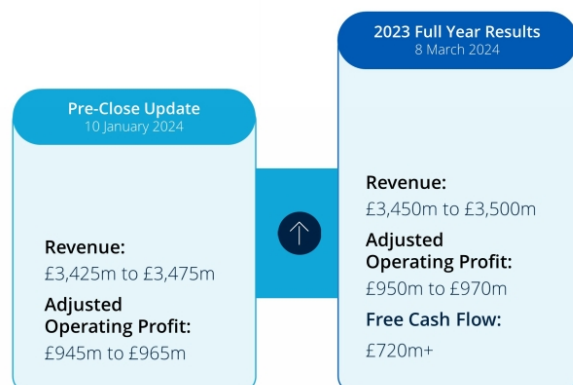 Pre-Close Update
10 January 2024
Revenue:
£3,425m to £3,475m
Adjusted
Operating Profit:
£945m to £965m
2023 Full Year Results
8 March 2024
Revenue:
£3,450m to £3,500m
Adjusted
Operating Profit:
£950m to £970m
Free Cash Flow:
£720m+